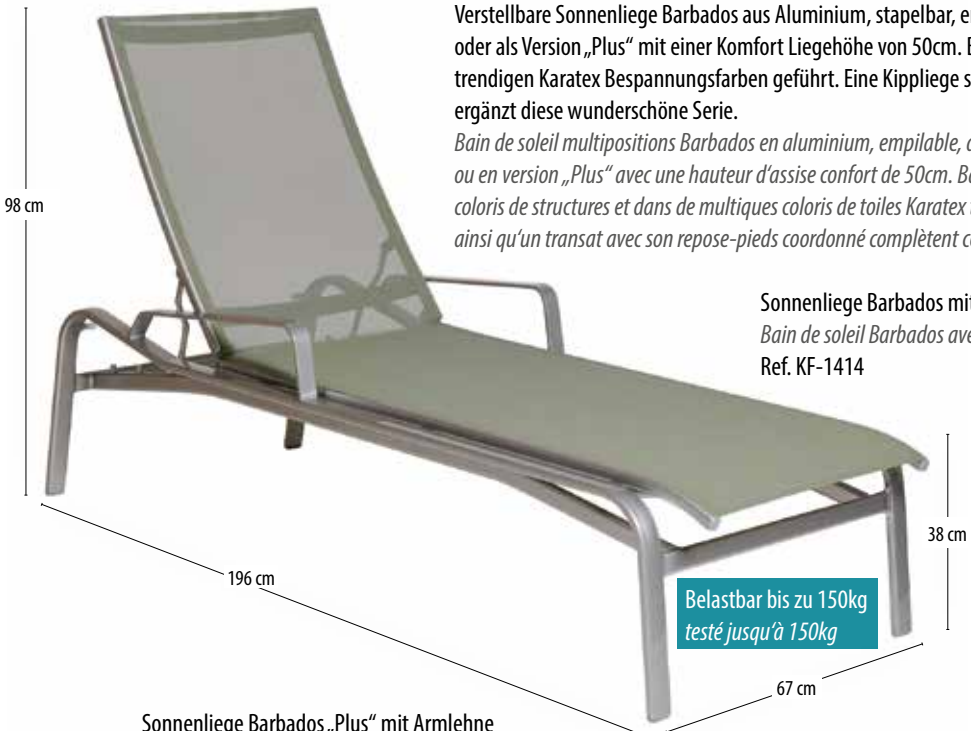 Verstellbare Sonnenliege Barbados aus Aluminium, stapelbar,
oder als Version „Plus“ mit einer Komfort Liegehöhe von 50cm.
trendigen Karatex Bespannungsfarben geführt. Eine Kippliege
ergänzt diese wunderschöne Serie.
Bain de soleil multipositions Barbados en aluminium, empilable,
ou en version „Plus“ avec une hauteur d‘assise confort de 50cm.
coloris de structures et dans de multiques coloris de toiles Karatex
ainsi qu‘un transat avec son repose-pieds coordonné complètent
98 cm
Sonnenliege Barbados mit
Bain de soleil Barbados
Ref. KF-1414
38 cm
196 cm
Belastbar bis zu 150kg
testé jusqu‘à 150kg
67 cm
Sonnenliege Barbados „Plus“ mit Armlehne